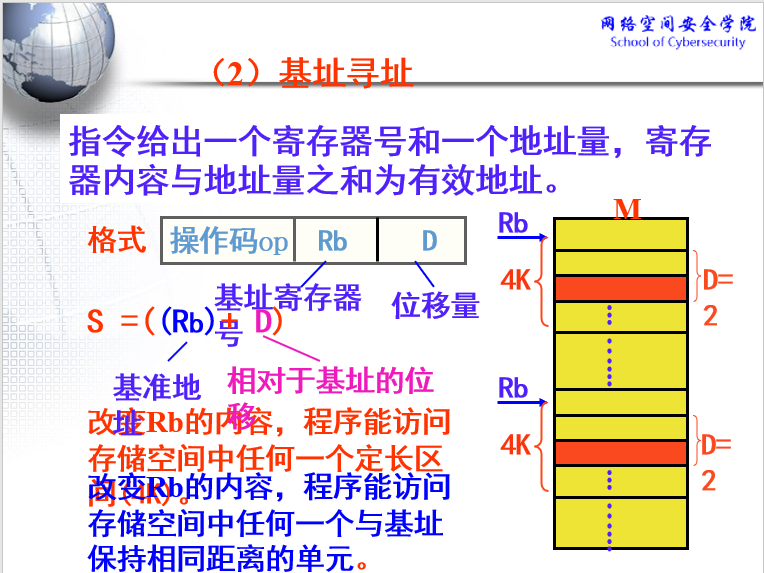 网络空间安全学院
School of Cybersecurity
（2）基址寻址
指令给出一个寄存器号和一个地址量，寄存
器内容与地址量之和为有效地址。
格式 操作码op Rb D
基址寄存器
号
位移量
S =((Rb)+ D)
基准地
址
相对于基址的位
移
改变Rb的内容，程序能访问
存储空间中任何一个定长区
间(4K)。
改变Rb的内容，程序能访问
存储空间中任何一个与基址
保持相同距离的单元。
M
Rb
4K
D=
2
Rb
4K
D=
2